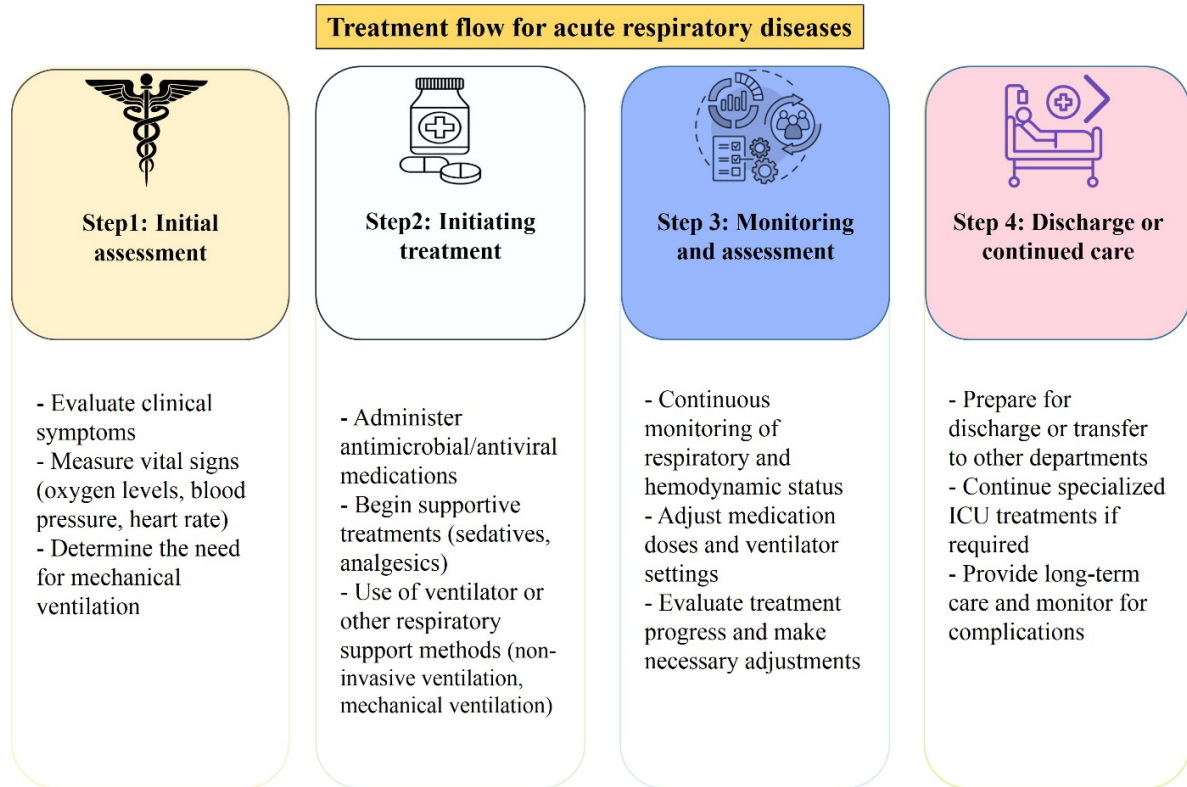 Treatment flow for acute respiratory diseases
Step1: Initial
assessment
- Evaluate clinical
symptoms
- Measure vital signs
(oxygen levels, blood
pressure, heart rate)
- Determine the need
for mechanical
ventilation
Step2: Initiating
treatment
- Administer
antimicrobial/antiviral
medications
- Begin supportive
treatments (sedatives,
analgesics)
- Use of ventilator or
other respiratory
support methods (non-
invasive ventilation,
mechanical ventilation)
Step 3: Monitoring
and assessment
- Continuous
monitoring of
respiratory and
hemodynamic status
- Adjust medication
doses and ventilator
settings
- Evaluate treatment
progress and make
necessary adjustments
Step 4: Discharge or
continued care
- Prepare for
discharge or transfer
to other departments
- Continue specialized
ICU treatments if
required
- Provide long-term
care and monitor for
complications